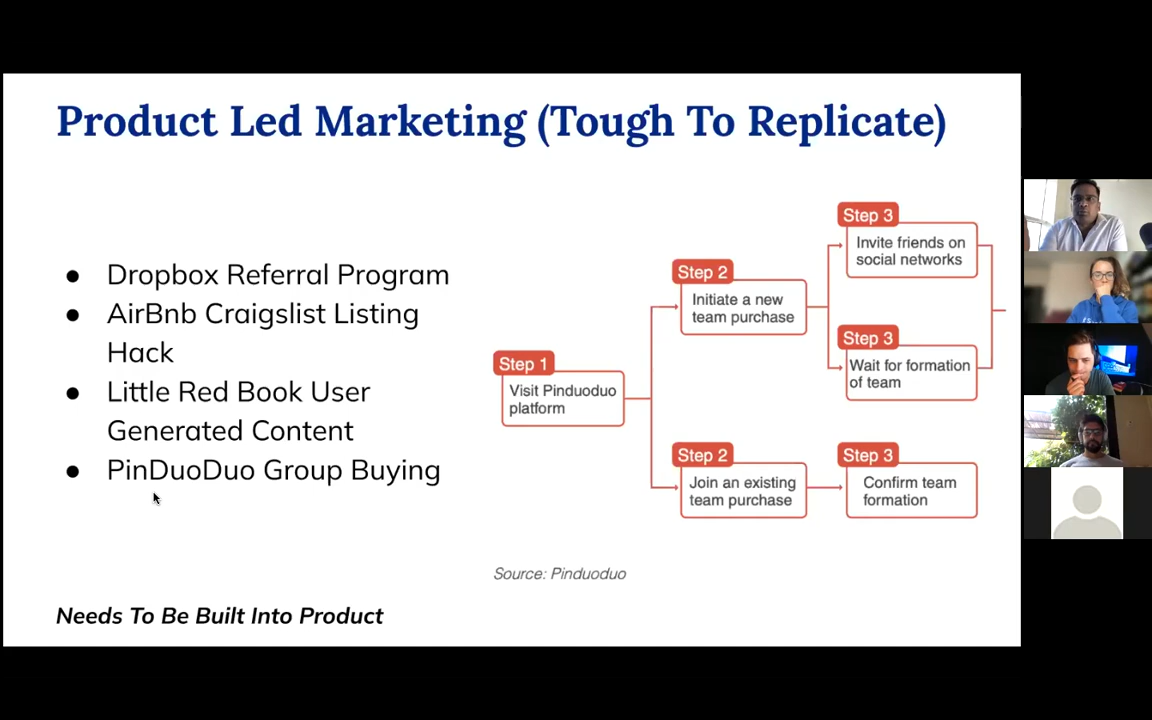 Product Led Marketing (Tough To Replicate)
● Dropbox Referral Program
● AirBnb Craigslist Listing
Hack
● Little Red Book User
Generated Content
● PinDuoDuo Group Buying
Step 1
Visit Pinduoduo
platform
Step 2
Initiate a new
team purchase
Step 3
Invite friends on
social networks
Step 3
Wait for formation
of team
Step 2
Join an existing
team purchase
Step 3
Confirm team
formation
Source: Pinduoduo
Needs To Be Built Into Product